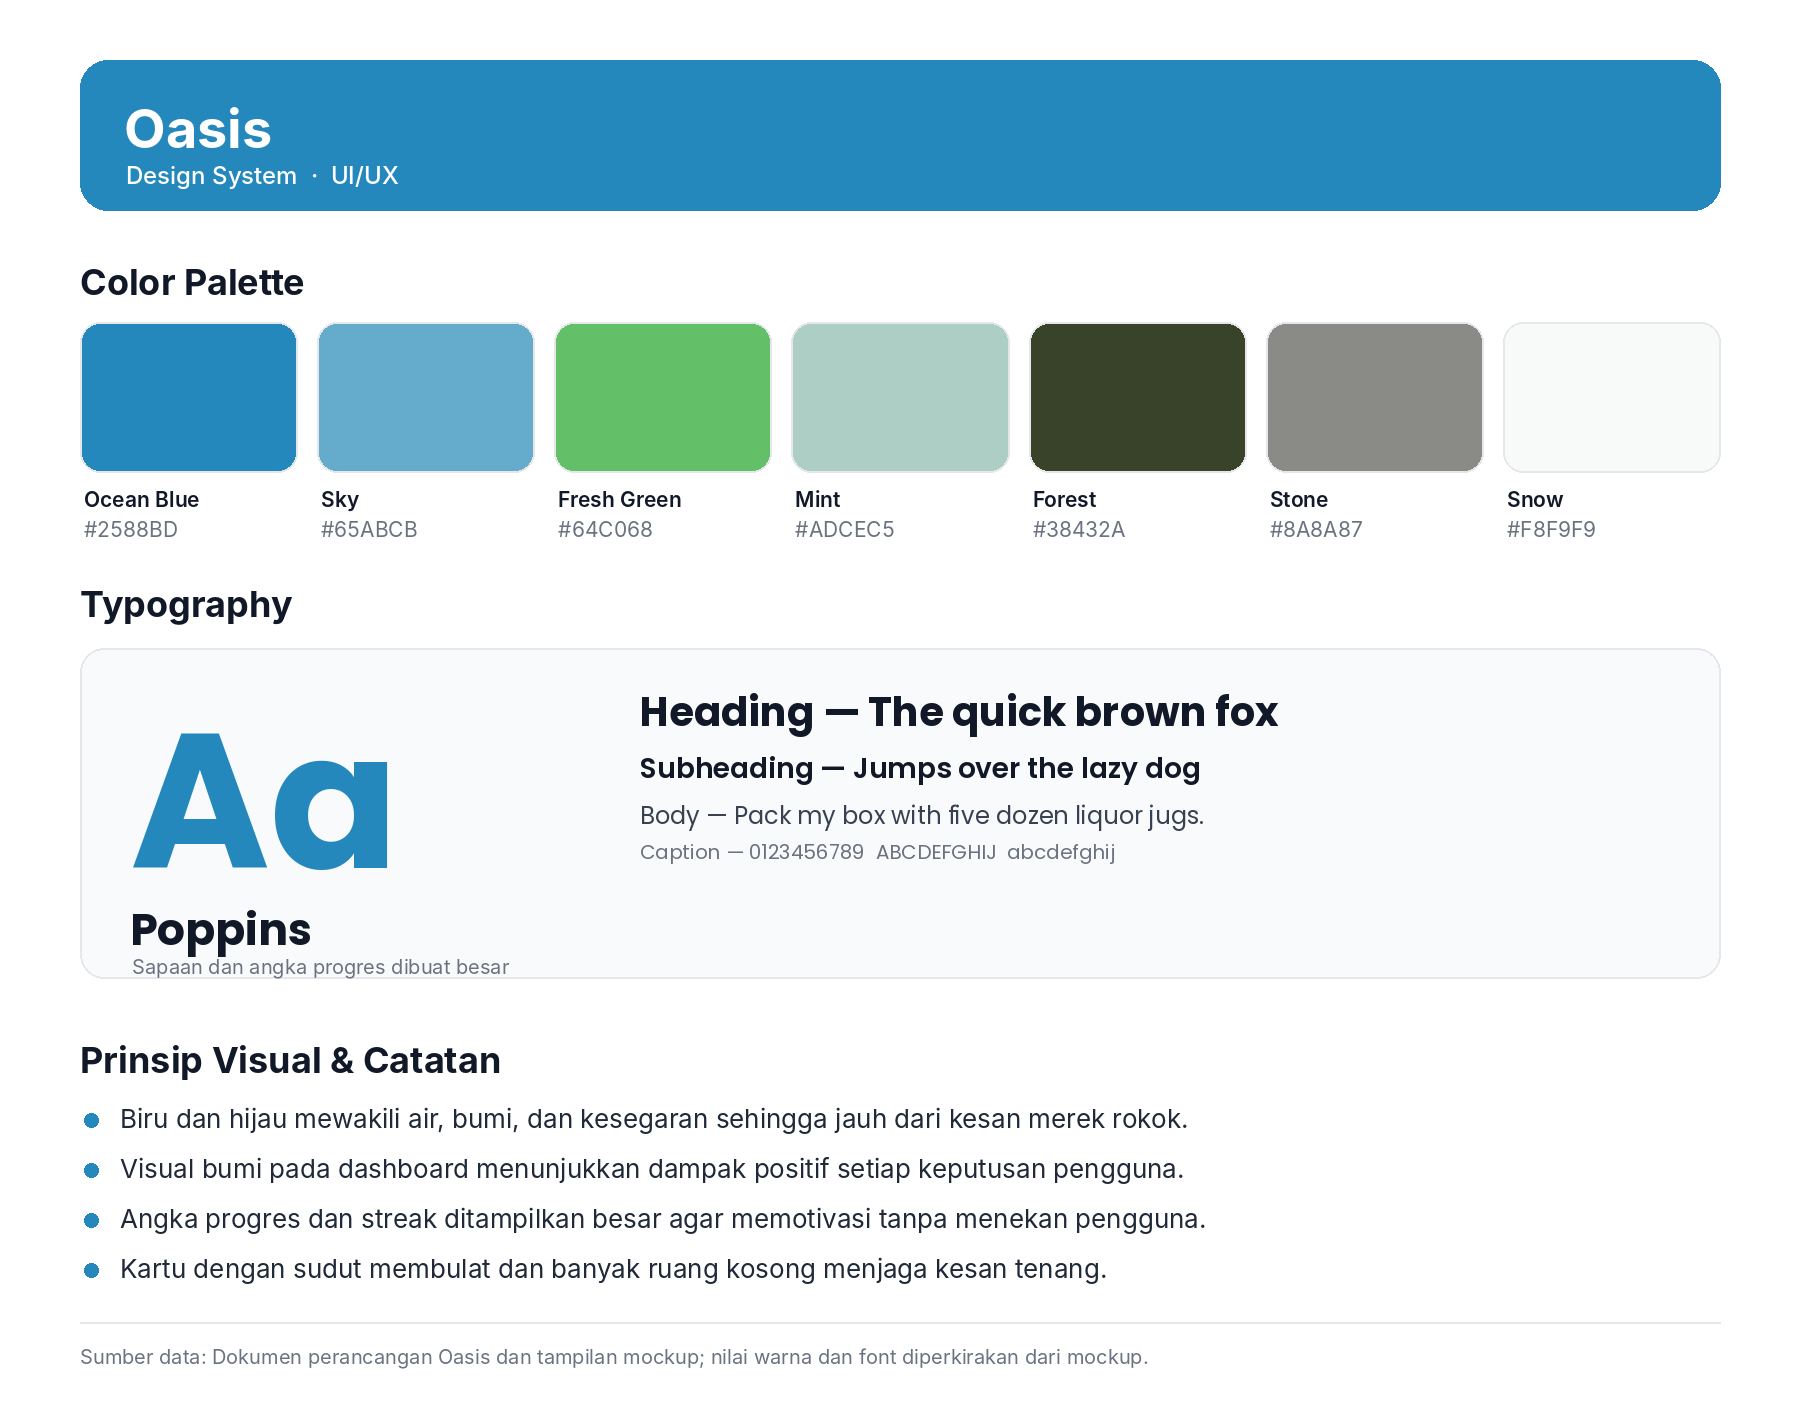 Oasis
Design System · UI/UX
Color Palette
Ocean Blue
#2588BD
Sky
#65ABCB
Fresh Green
#64C068
Mint
#ADCEC5
Forest
#38432A
Stone
#8A8A87
Snow
#F8F9F9
Typography
Aa
Poppins
Sapaan dan angka progres dibuat besar
Heading — The quick brown fox
Subheading — Jumps over the lazy dog
Body — Pack my box with five dozen liquor jugs.
Caption — 0123456789 ABCDEFGHIJ abcdefghij
Prinsip Visual & Catatan
Biru dan hijau mewakili air, bumi, dan kesegaran sehingga jauh dari kesan merek rokok.
Visual bumi pada dashboard menunjukkan dampak positif setiap keputusan pengguna.
Angka progres dan streak ditampilkan besar agar memotivasi tanpa menekan pengguna.
Kartu dengan sudut membulat dan banyak ruang kosong menjaga kesan tenang.
Sumber data: Dokumen perancangan Oasis dan tampilan mockup; nilai warna dan font diperkirakan dari mockup.